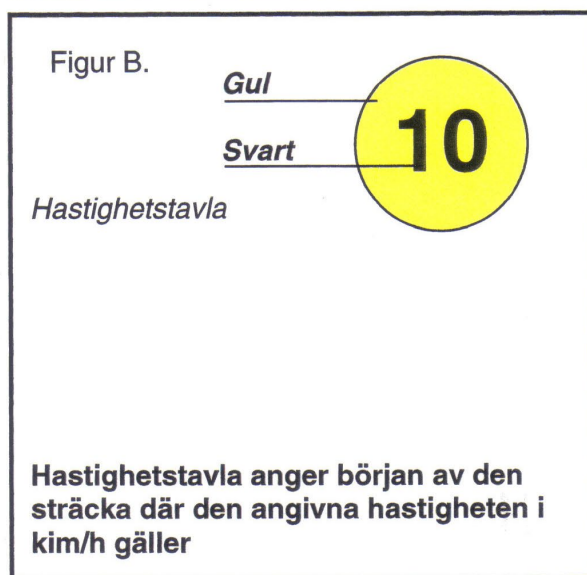 Figur B.
Gul
10
Svart
Hastighetstavla
Hastighetstavla anger början av den
sträcka där den angivna hastigheten i
kim/h gäller